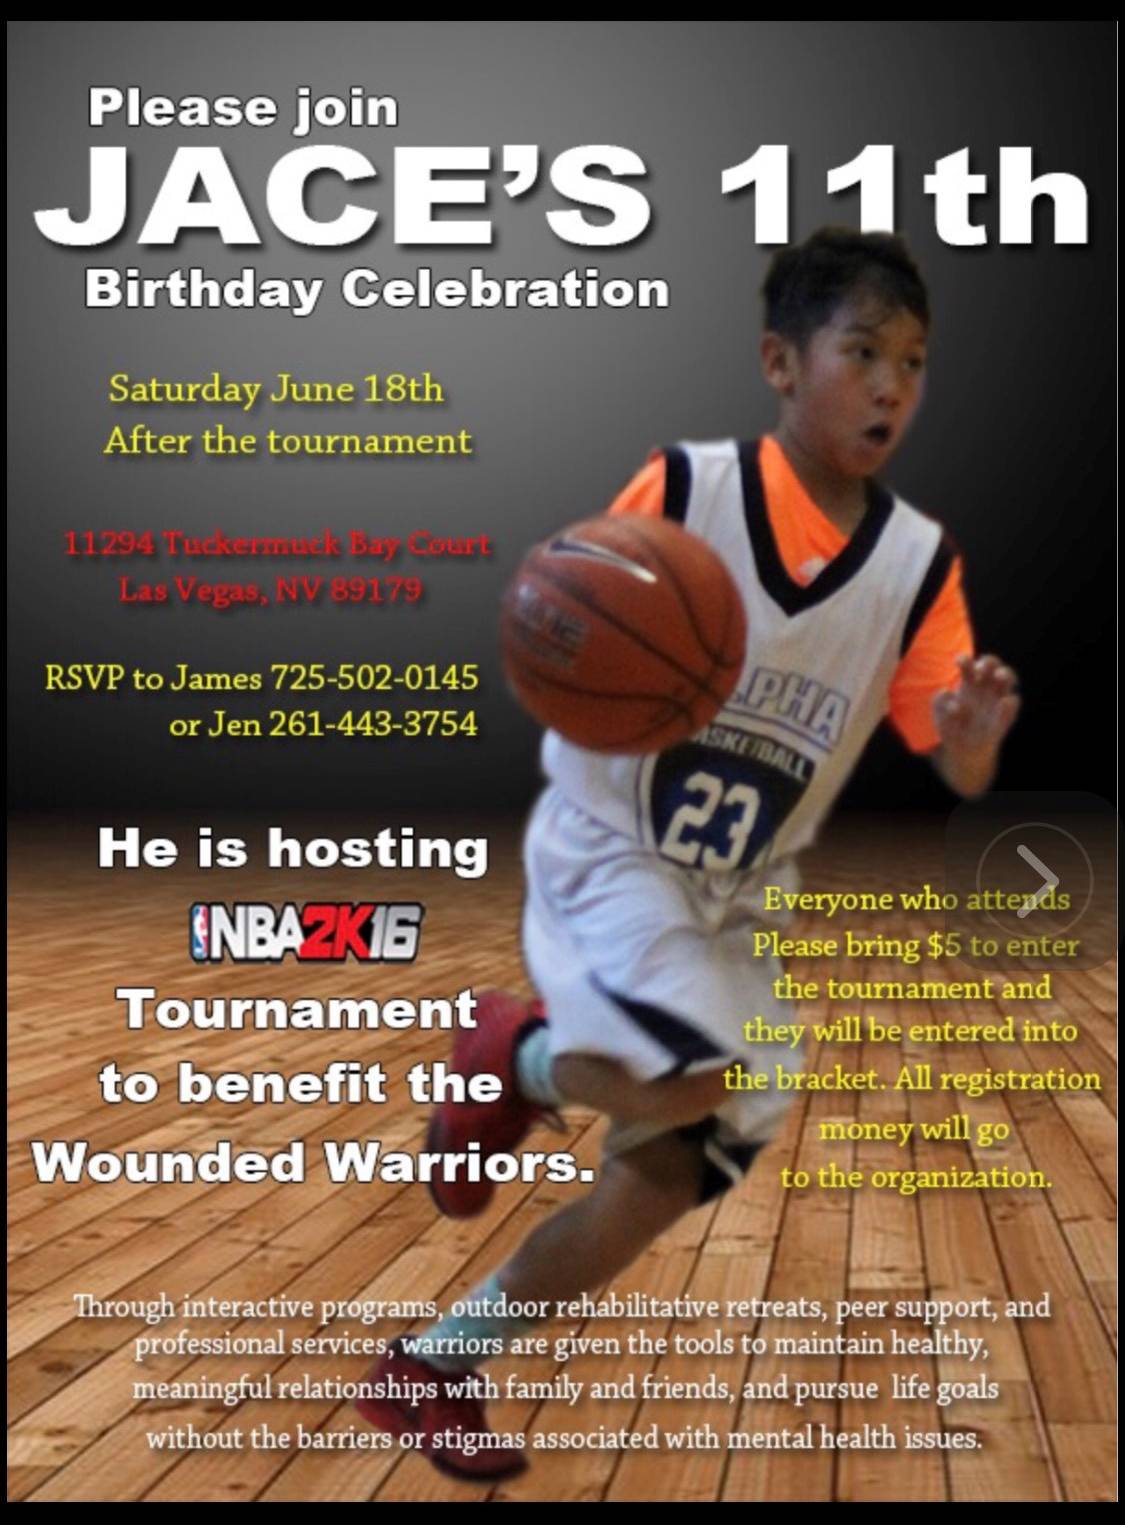 Please join
JACE'S 11th
Birthday Celebration
Saturday June 18th
After the tournament
11294 Tuckermuck Bay Court
Las Vegas, NV 89179
RSVP to James 725-502-0145
or Jen 261-443-3754
PHA
ASKETBALL
23
He is hosting
NBA2K16
Tournament
to benefit the
Wounded Warriors.
Everyone who attends
Please bring $5 to enter
the tournament and
they will be entered into
the bracket. All registration
money will go
to the organization.
Through interactive programs, outdoor rehabilitative retreats, peer support, and
professional services, warriors are given the tools to maintain healthy,
meaningful relationships with family and friends, and pursue life goals
without the barriers or stigmas associated with mental health issues.